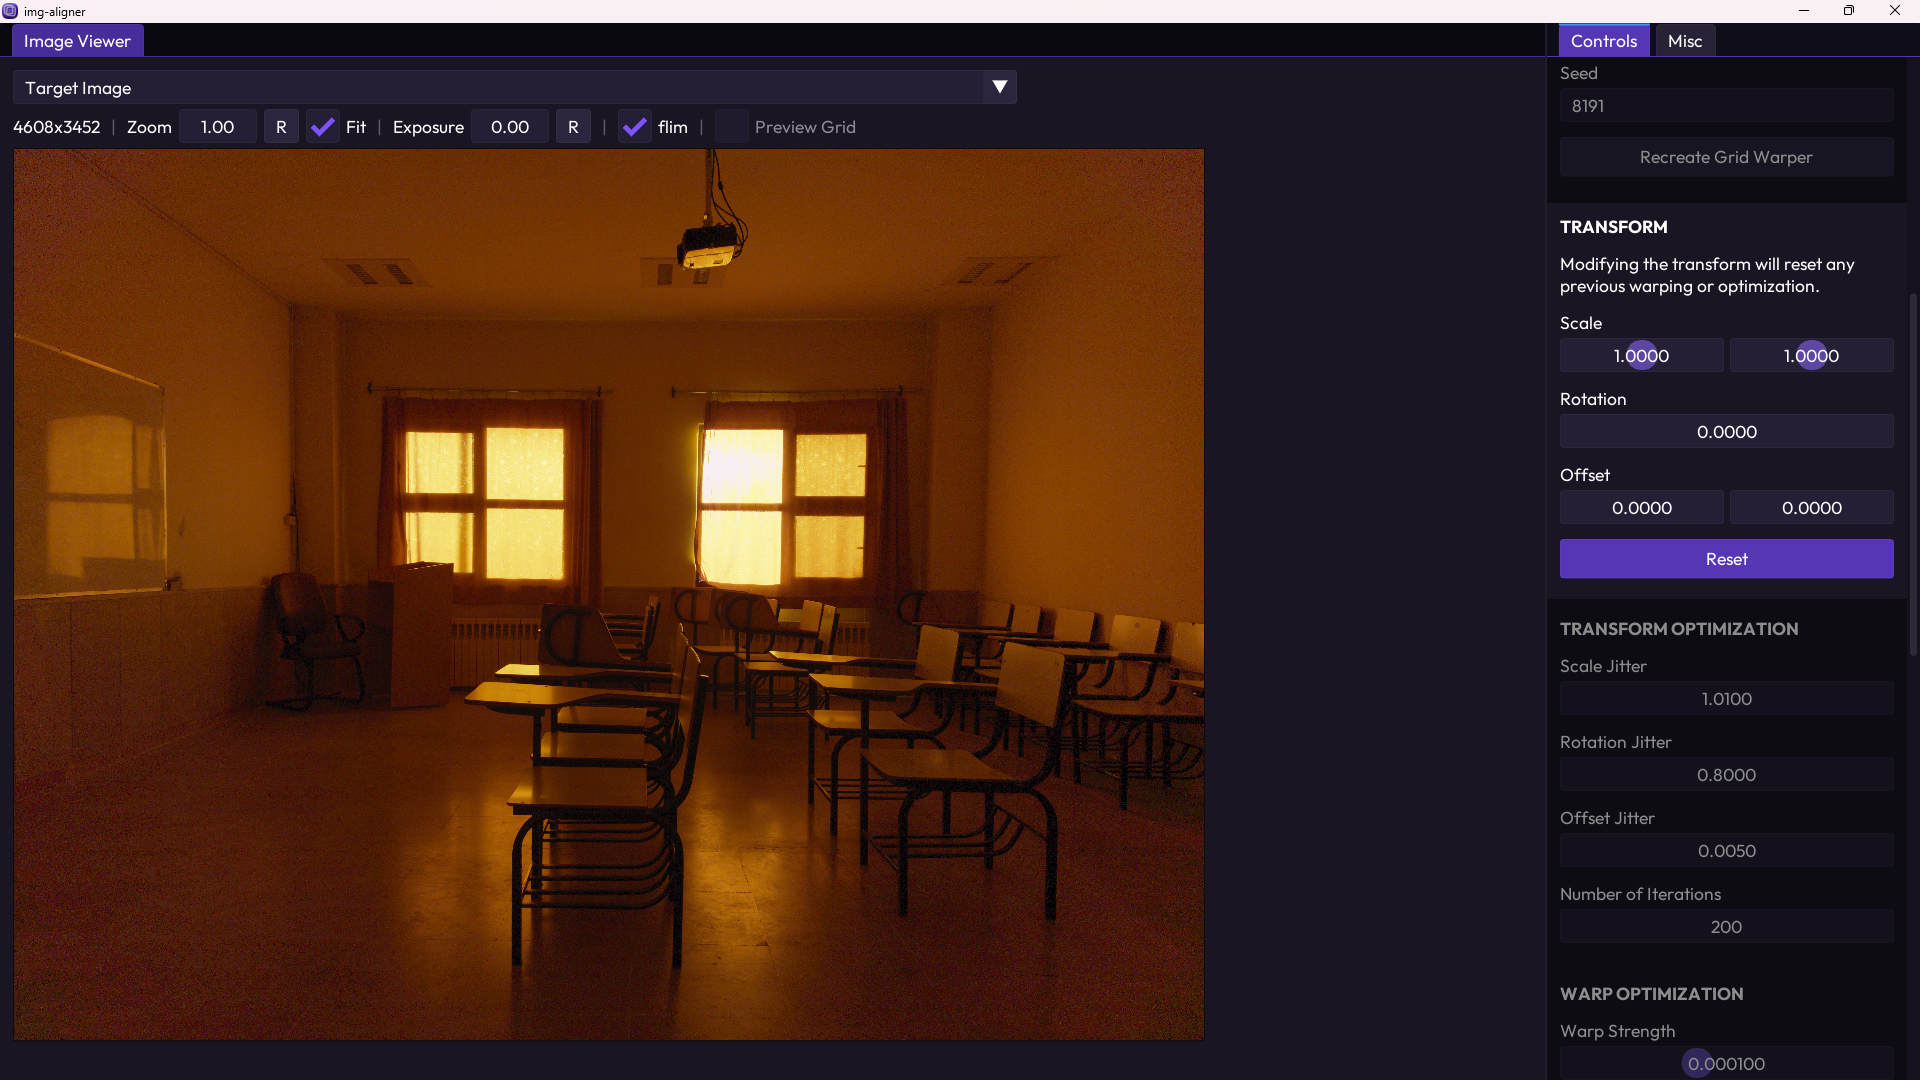 img-aligner
Image Viewer
Controls
Misc
Target Image
4608x3452 | Zoom 1.00 R Fit | Exposure 0.00 R | flim | Preview Grid
Seed
8191
Recreate Grid Warper
TRANSFORM
Modifying the transform will reset any
previous warping or optimization.
Scale
1.0000 1.0000
Rotation
0.0000
Offset
0.0000 0.0000
Reset
TRANSFORM OPTIMIZATION
Scale Jitter
1.0100
Rotation Jitter
0.8000
Offset Jitter
0.0050
Number of Iterations
200
WARP OPTIMIZATION
Warp Strength
0.000100